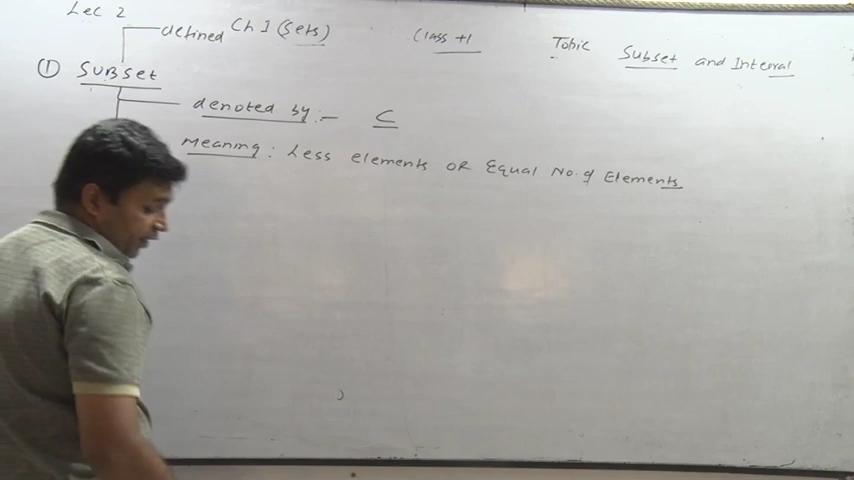 Lec 2
defined Ch 1 (Sets) Class +1 Topic Subset and Interval
① SUBSet
denoted by :- ⊆
Meaning : Less elements OR Equal No. of Elements